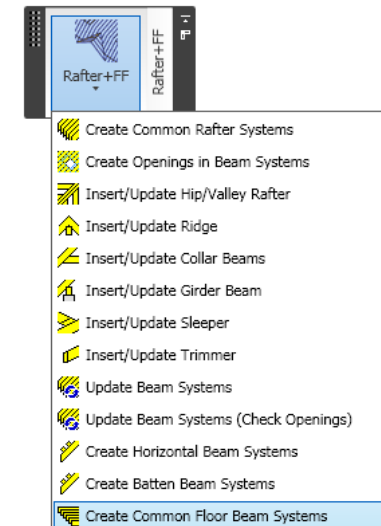 Rafter+FF
Rafter+FF
Create Common Rafter Systems
Create Openings in Beam Systems
Insert/Update Hip/Valley Rafter
Insert/Update Ridge
Insert/Update Collar Beams
Insert/Update Girder Beam
Insert/Update Sleeper
Insert/Update Trimmer
Update Beam Systems
Update Beam Systems (Check Openings)
Create Horizontal Beam Systems
Create Batten Beam Systems
Create Common Floor Beam Systems